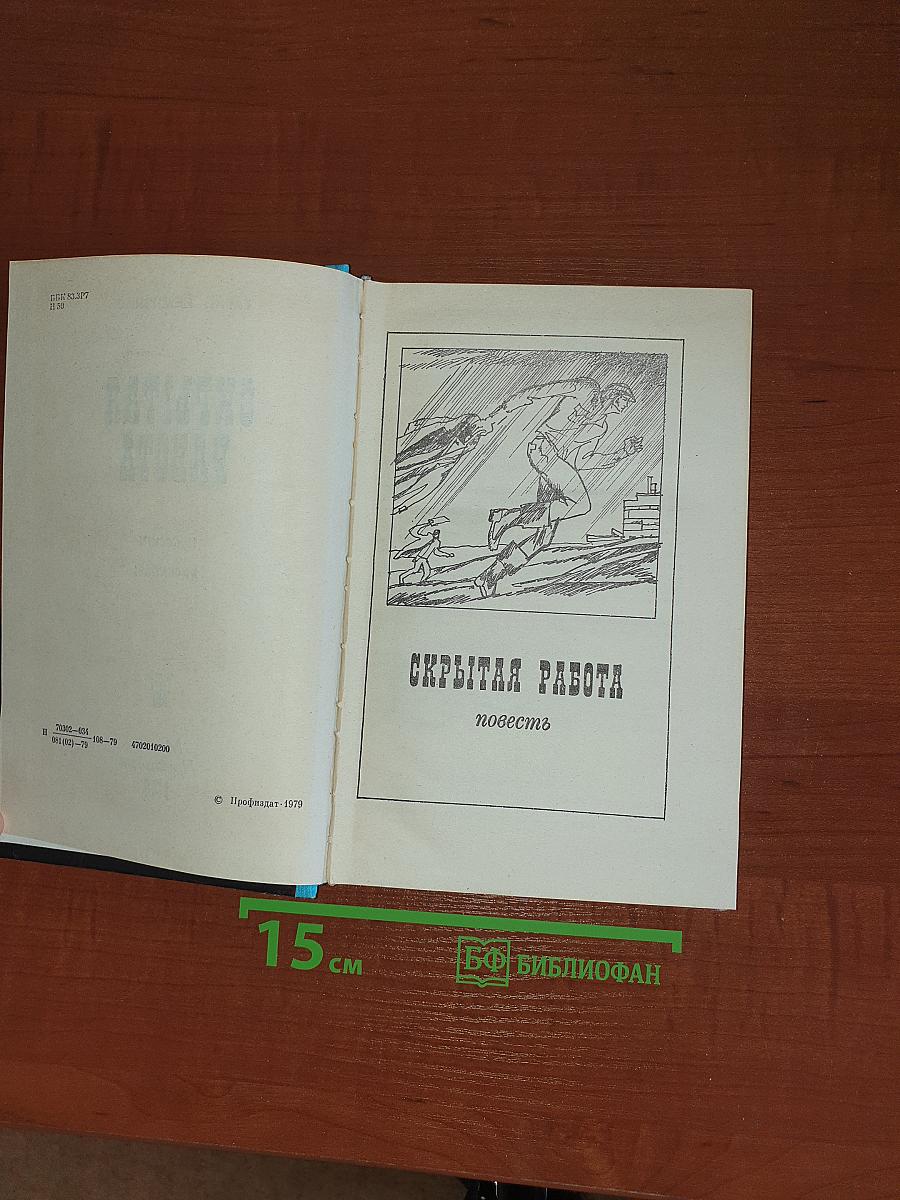 ББК 83.3Р7
Н 50
Н 70302—034
081(02)—79 108—79 4702010200
© Профиздат·1979
СКРЫТАЯ РАБОТА
повесть
15 см
БФ БИБЛИОФАН